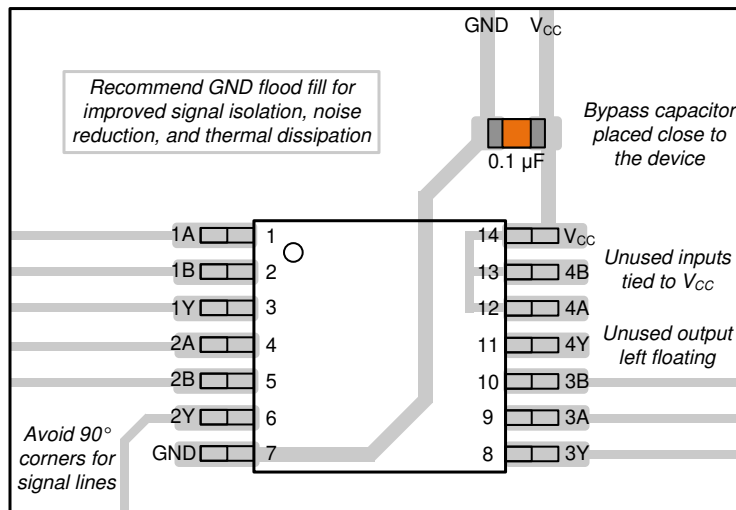 GND VCC
Recommend GND flood fill for
improved signal isolation, noise
reduction, and thermal dissipation
Bypass capacitor
placed close to
the device
0.1 µF
1A 1 14 VCC
1B 2 13 4B
1Y 3 12 4A
2A 4 11 4Y
2B 5 10 3B
2Y 6 9 3A
GND 7 8 3Y
Unused inputs
tied to VCC
Unused output
left floating
Avoid 90°
corners for
signal lines